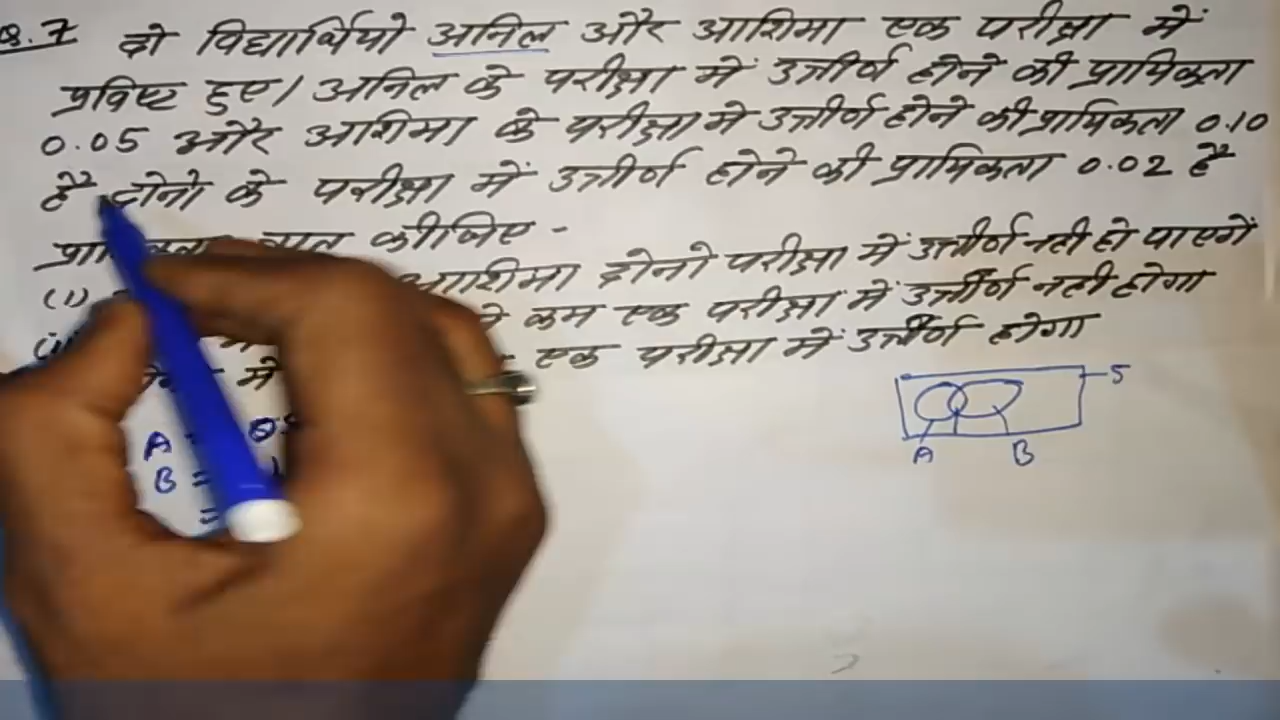 Q.7 दो विद्यार्थियो अनिल और आशिमा एक परीक्षा में
प्रविष्ट हुए। अनिल के परीक्षा में उत्तीर्ण होने की प्रायिकता
0.05 और आशिमा के परीक्षा में उत्तीर्ण होने की प्रायिकता 0.10
है दोनो के परीक्षा में उत्तीर्ण होने की प्रायिकता 0.02 है
कीजिए -
(i) आशिमा दोनो परीक्षा में उत्तीर्ण नही हो पाएगें
कम एक परीक्षा में उत्तीर्ण नही होगा
में एक परीक्षा में उत्तीर्ण होगा
S
A B
A =
B =
=